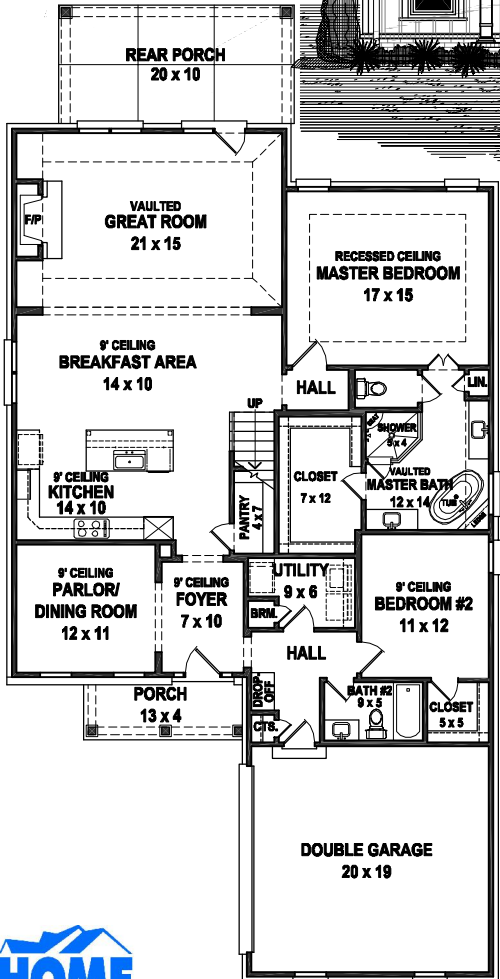 REAR PORCH
20 x 10
VAULTED
GREAT ROOM
21 x 15
F/P
RECESSED CEILING
MASTER BEDROOM
17 x 15
9' CEILING
BREAKFAST AREA
14 x 10
HALL
LIN.
UP
SEAT
SHOWER
5 x 4
VAULTED
MASTER BATH
12 x 14
TUB
LEDGE
CLOSET
7 x 12
9' CEILING
KITCHEN
14 x 10
PANTRY
4 x 7
9' CEILING
PARLOR/
DINING ROOM
12 x 11
9' CEILING
FOYER
7 x 10
UTILITY
9 x 6
BRM.
9' CEILING
BEDROOM #2
11 x 12
HALL
DROP-
OFF
PORCH
13 x 4
BATH #2
9 x 5
CLOSET
5 x 5
CTS.
DOUBLE GARAGE
20 x 19
HOME